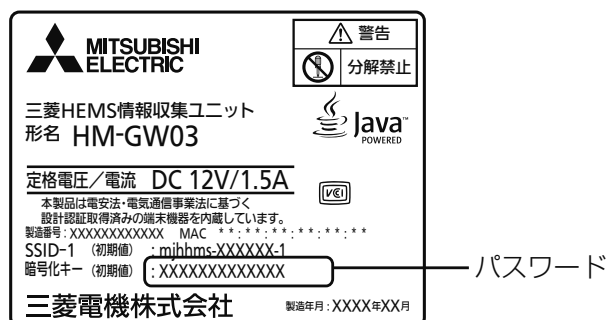 MITSUBISHI
ELECTRIC
警告
分解禁止
三菱HEMS情報収集ユニット
形名 HM-GW03
Java
POWERED
定格電圧／電流 DC 12V/1.5A
本製品は電安法・電気通信事業法に基づく
設計認証取得済みの端末機器を内蔵しています。
VCI
製造番号:XXXXXXXXXXXX MAC **:**:**:**:**:**
SSID-1 (初期値) :mjhhms-XXXXXX-1
暗号化キー (初期値) :XXXXXXXXXXXXX
パスワード
三菱電機株式会社 製造年月:XXXX年XX月